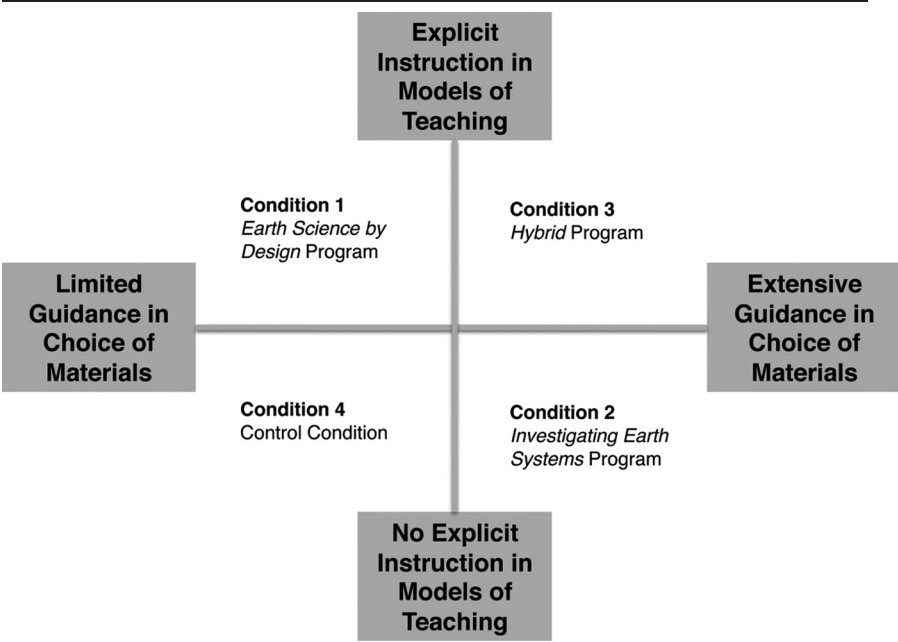 Explicit
Instruction in
Models of
Teaching
Condition 1
Earth Science by
Design Program
Condition 3
Hybrid Program
Limited
Guidance in
Choice of
Materials
Extensive
Guidance in
Choice of
Materials
Condition 4
Control Condition
Condition 2
Investigating Earth
Systems Program
No Explicit
Instruction in
Models of
Teaching